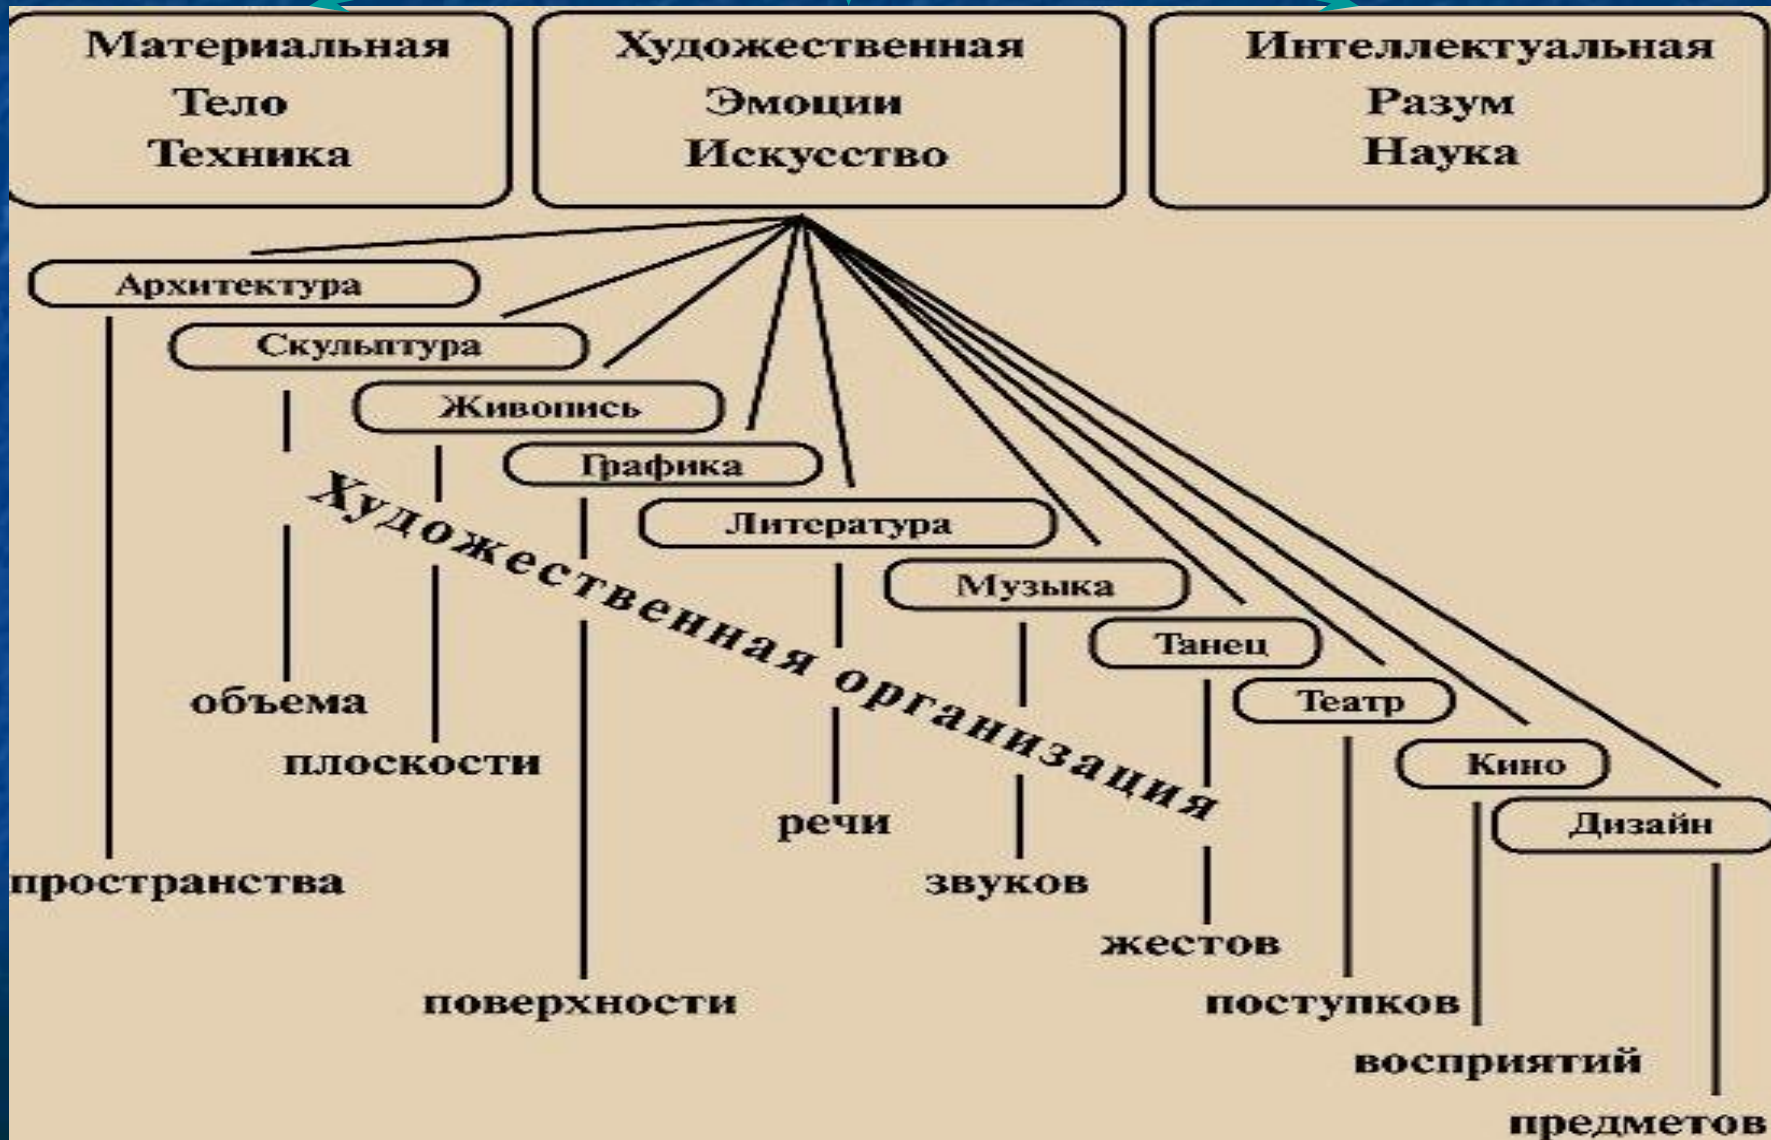 Материальная
Тело
Техника
Художественная
Эмоции
Искусство
Интеллектуальная
Разум
Наука
Архитектура
Скульптура
Живопись
Графика
Литература
Музыка
Танец
Театр
Кино
Дизайн
Художественная организация
объема
плоскости
речи
пространства
звуков
жестов
поверхности
поступков
восприятий
предметов